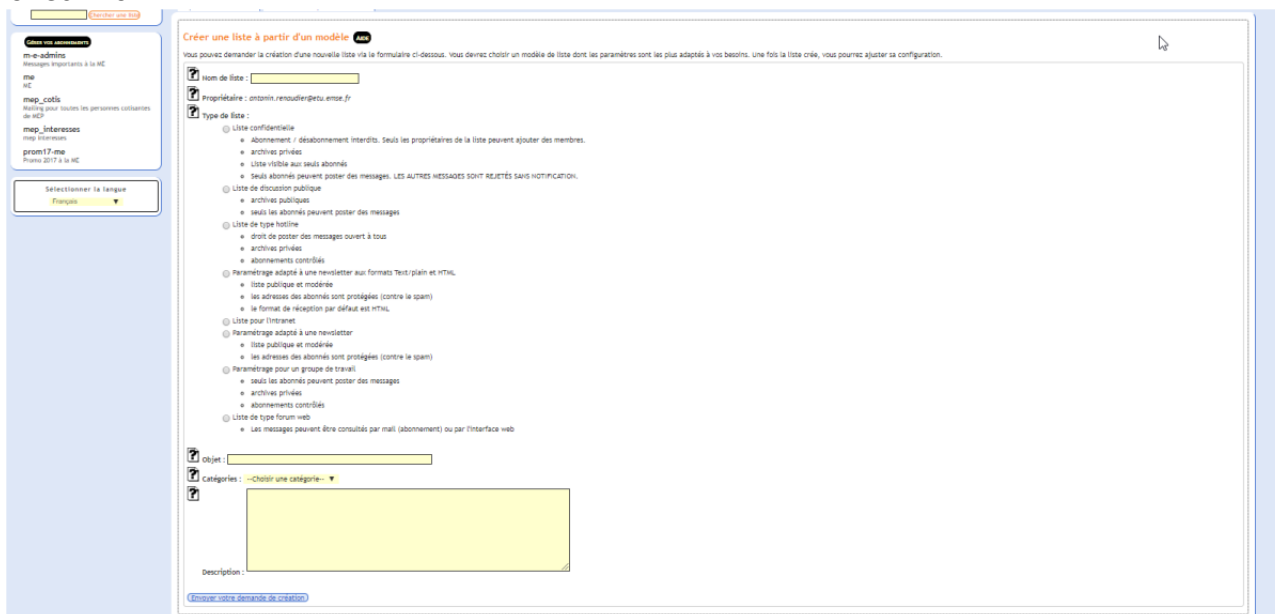 Chercher une liste
Gérer vos abonnements
m-e-admins
Messages importants à la ME
me
ME
mep_cotis
Mailing pour toutes les personnes cotisantes
de MEP
mep_interesses
mep interesses
prom17-me
Promo 2017 à la ME
Sélectionner la langue
Français
Créer une liste à partir d'un modèle Aide
Vous pouvez demander la création d'une nouvelle liste via le formulaire ci-dessous. Vous devrez choisir un modèle de liste dont les paramètres sont les plus adaptés à vos besoins. Une fois la liste crée, vous pourrez ajuster sa configuration.
Nom de liste :
Propriétaire : antonin.renaudier@etu.emse.fr
Type de liste :
Liste confidentielle
Abonnement / désabonnement interdits. Seuls les propriétaires de la liste peuvent ajouter des membres.
archives privées
Liste visible aux seuls abonnés
Seuls abonnés peuvent poster des messages. LES AUTRES MESSAGES SONT REJETÉS SANS NOTIFICATION.
Liste de discussion publique
archives publiques
seuls les abonnés peuvent poster des messages
Liste de type hotline
droit de poster des messages ouvert à tous
archives privées
abonnements contrôlés
Paramétrage adapté à une newsletter aux formats Text/plain et HTML
liste publique et modérée
les adresses des abonnés sont protégées (contre le spam)
le format de réception par défaut est HTML
Liste pour l'intranet
Paramétrage adapté à une newsletter
liste publique et modérée
les adresses des abonnés sont protégées (contre le spam)
Paramétrage pour un groupe de travail
seuls les abonnés peuvent poster des messages
archives privées
abonnements contrôlés
Liste de type forum web
Les messages peuvent être consultés par mail (abonnement) ou par l'interface web
Objet :
Catégories : --Choisir une catégorie--
Description :
Envoyer votre demande de création